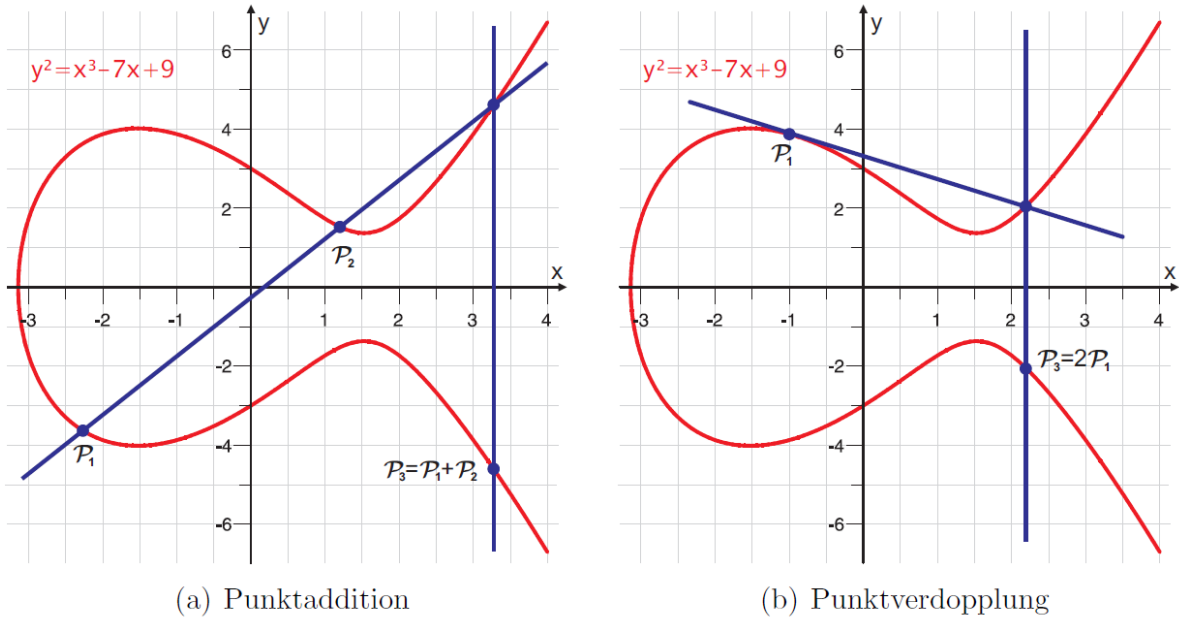 y
6
y²=x³-7x+9
4
2
𝒫₂
x
-3 -2 -1 1 2 3 4
-2
-4
𝒫₁
𝒫₃=𝒫₁+𝒫₂
-6
(a) Punktaddition
y
6
y²=x³-7x+9
4
𝒫₁
2
x
-3 -2 -1 1 2 3 4
-2
𝒫₃=2𝒫₁
-4
-6
(b) Punktverdopplung